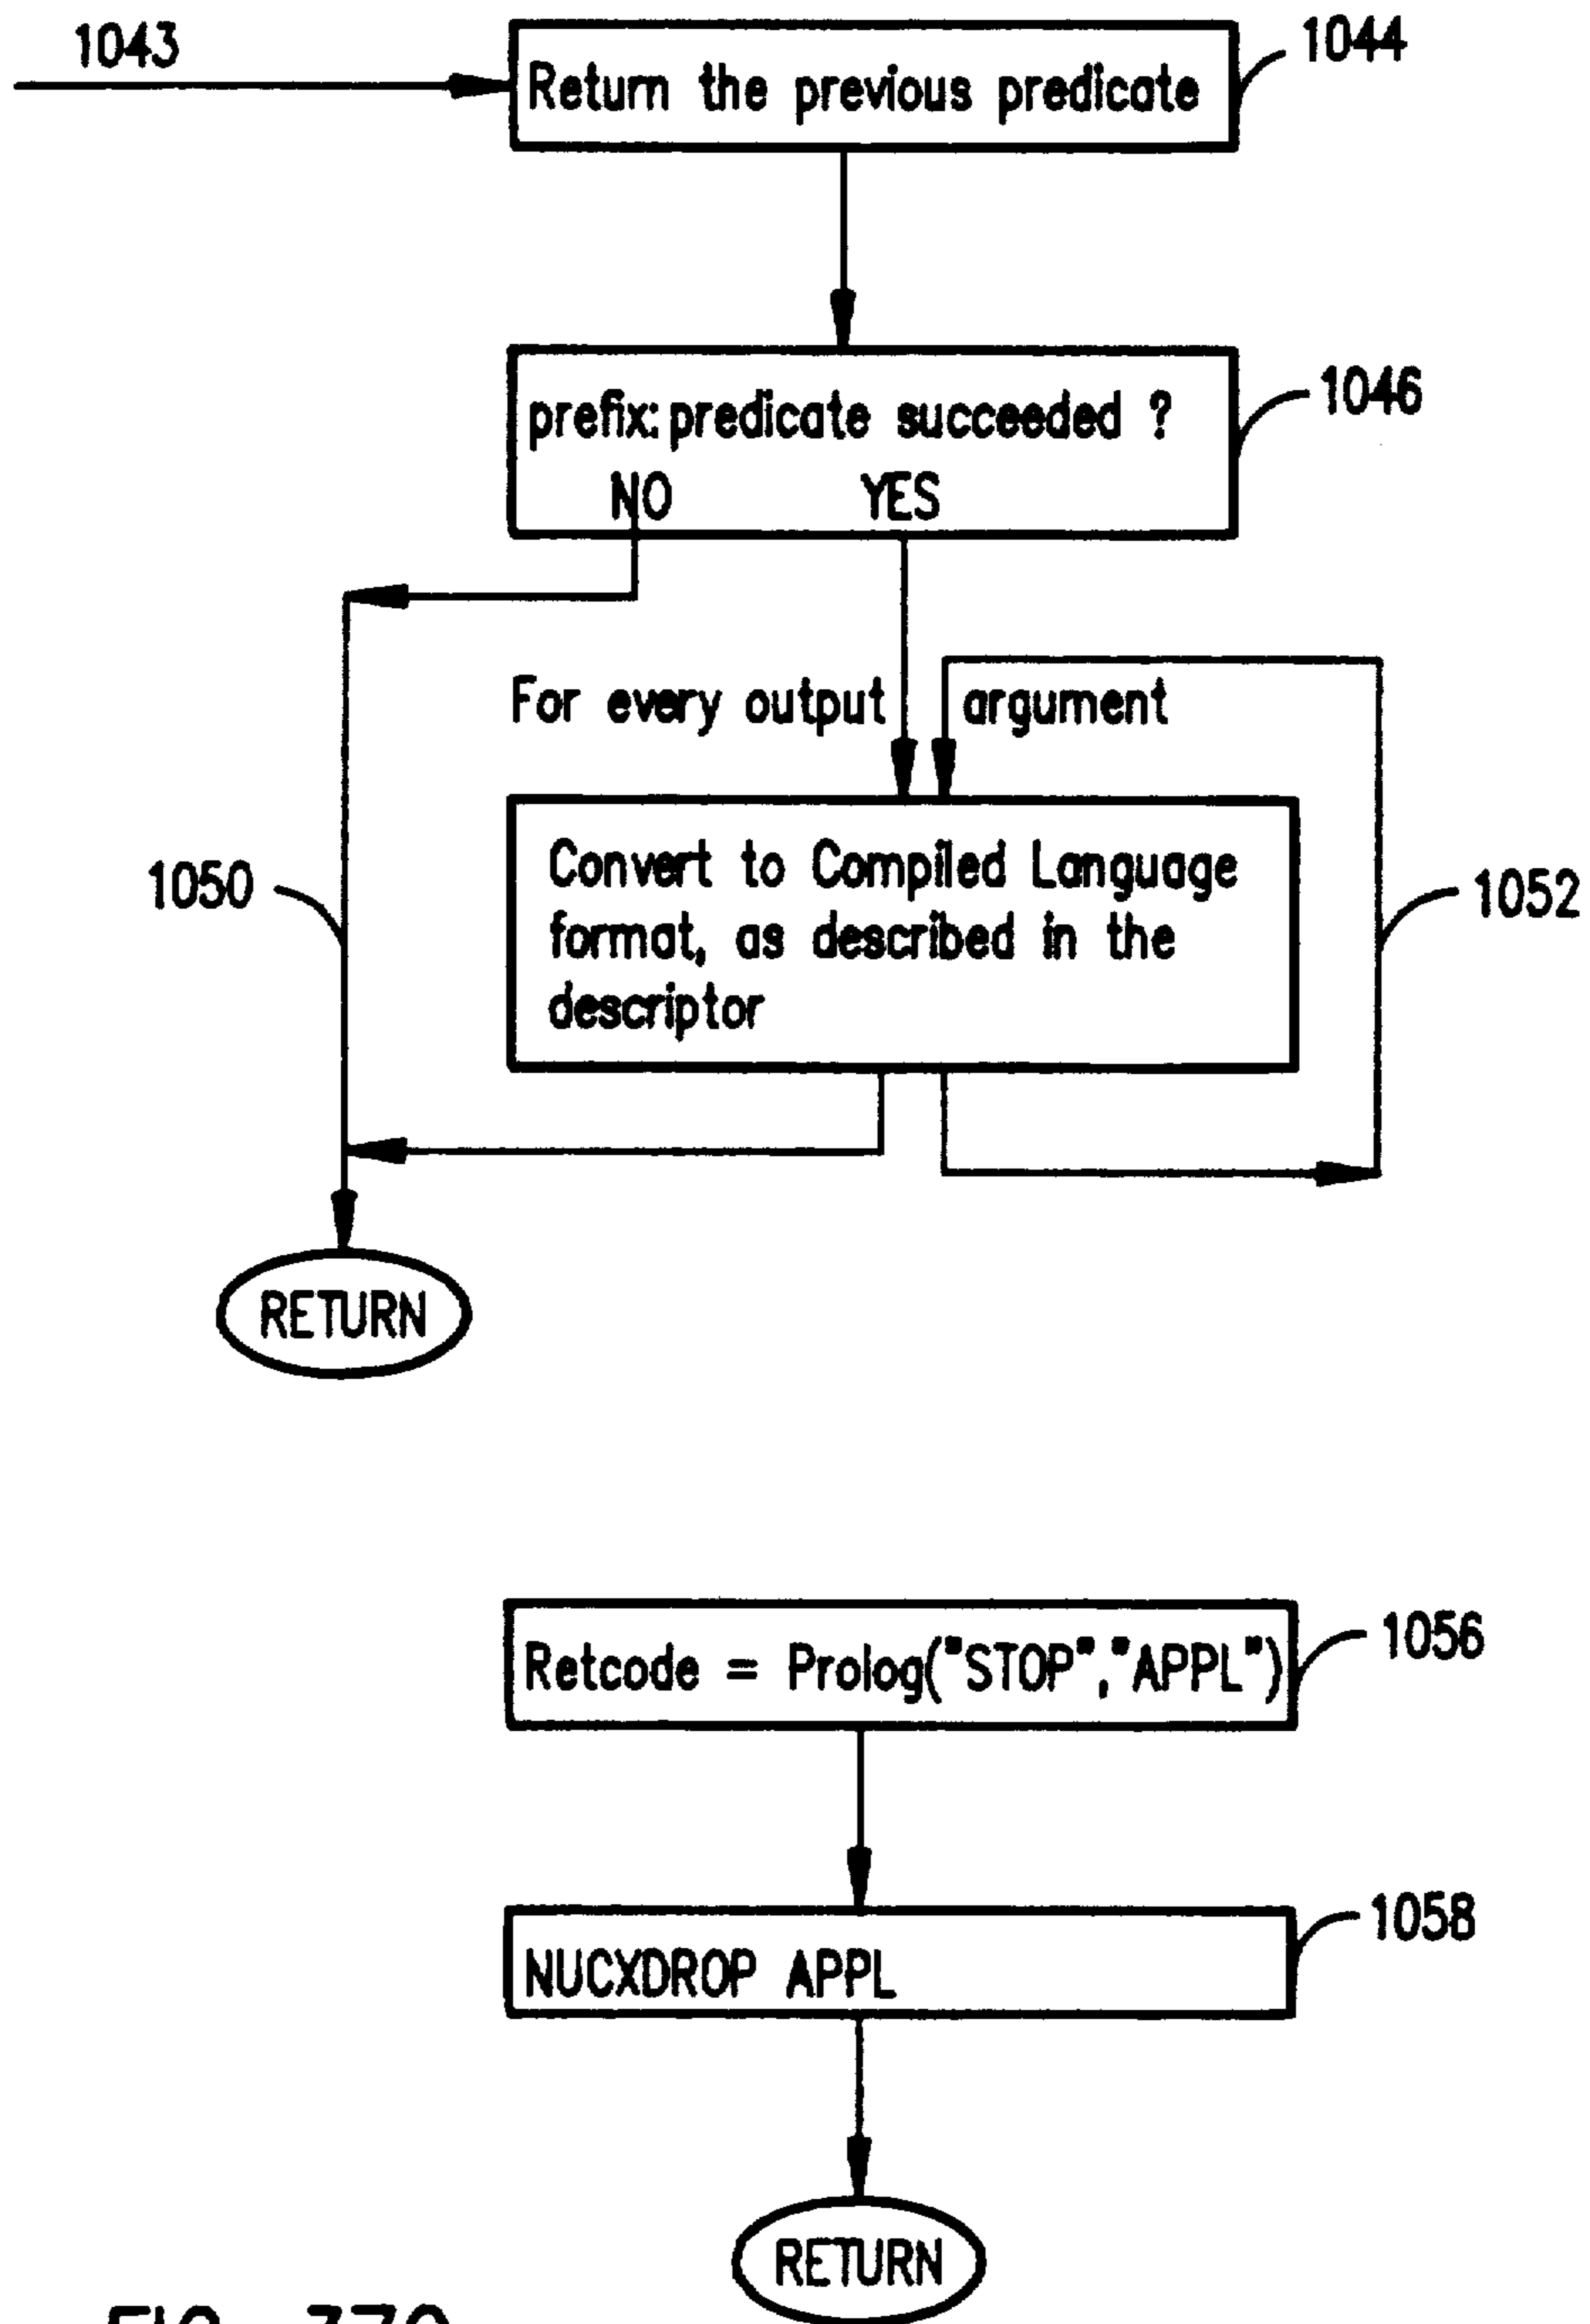 1043
1044
Return the previous predicate
1046
prefix: predicate succeeded ?
NO YES
For every output argument
1050
Convert to Compiled Language
format, as described in the
descriptor
1052
RETURN
1056
Retcode = Prolog("STOP","APPL")
1058
NUCXDROP APPL
RETURN